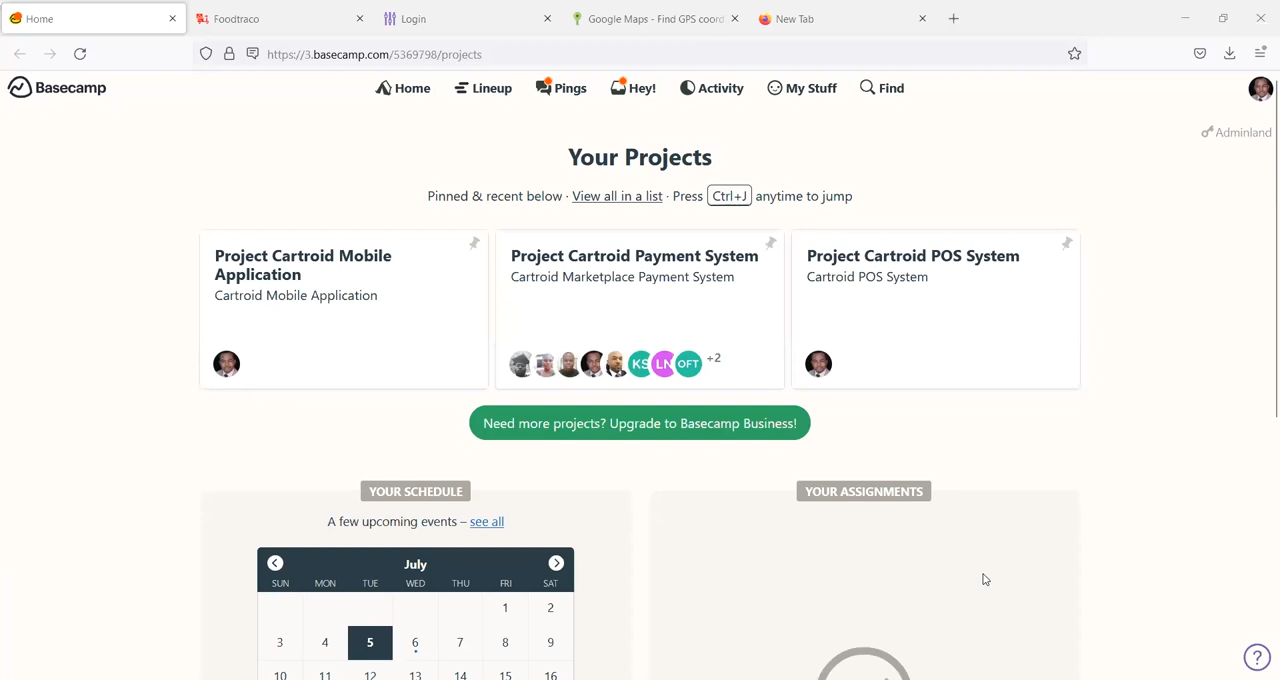 Home
Foodtraco
Login
Google Maps - Find GPS coord
New Tab
https://3.basecamp.com/5369798/projects
Basecamp
Home
Lineup
Pings
Hey!
Activity
My Stuff
Find
Adminland
Your Projects
Pinned & recent below · View all in a list · Press Ctrl+J anytime to jump
Project Cartroid Mobile
Application
Cartroid Mobile Application
Project Cartroid Payment System
Cartroid Marketplace Payment System
KS LN OFT +2
Project Cartroid POS System
Cartroid POS System
Need more projects? Upgrade to Basecamp Business!
YOUR SCHEDULE
A few upcoming events – see all
July
SUN MON TUE WED THU FRI SAT
1 2
3 4 5 6 7 8 9
10 11 12 13 14 15 16
YOUR ASSIGNMENTS
?